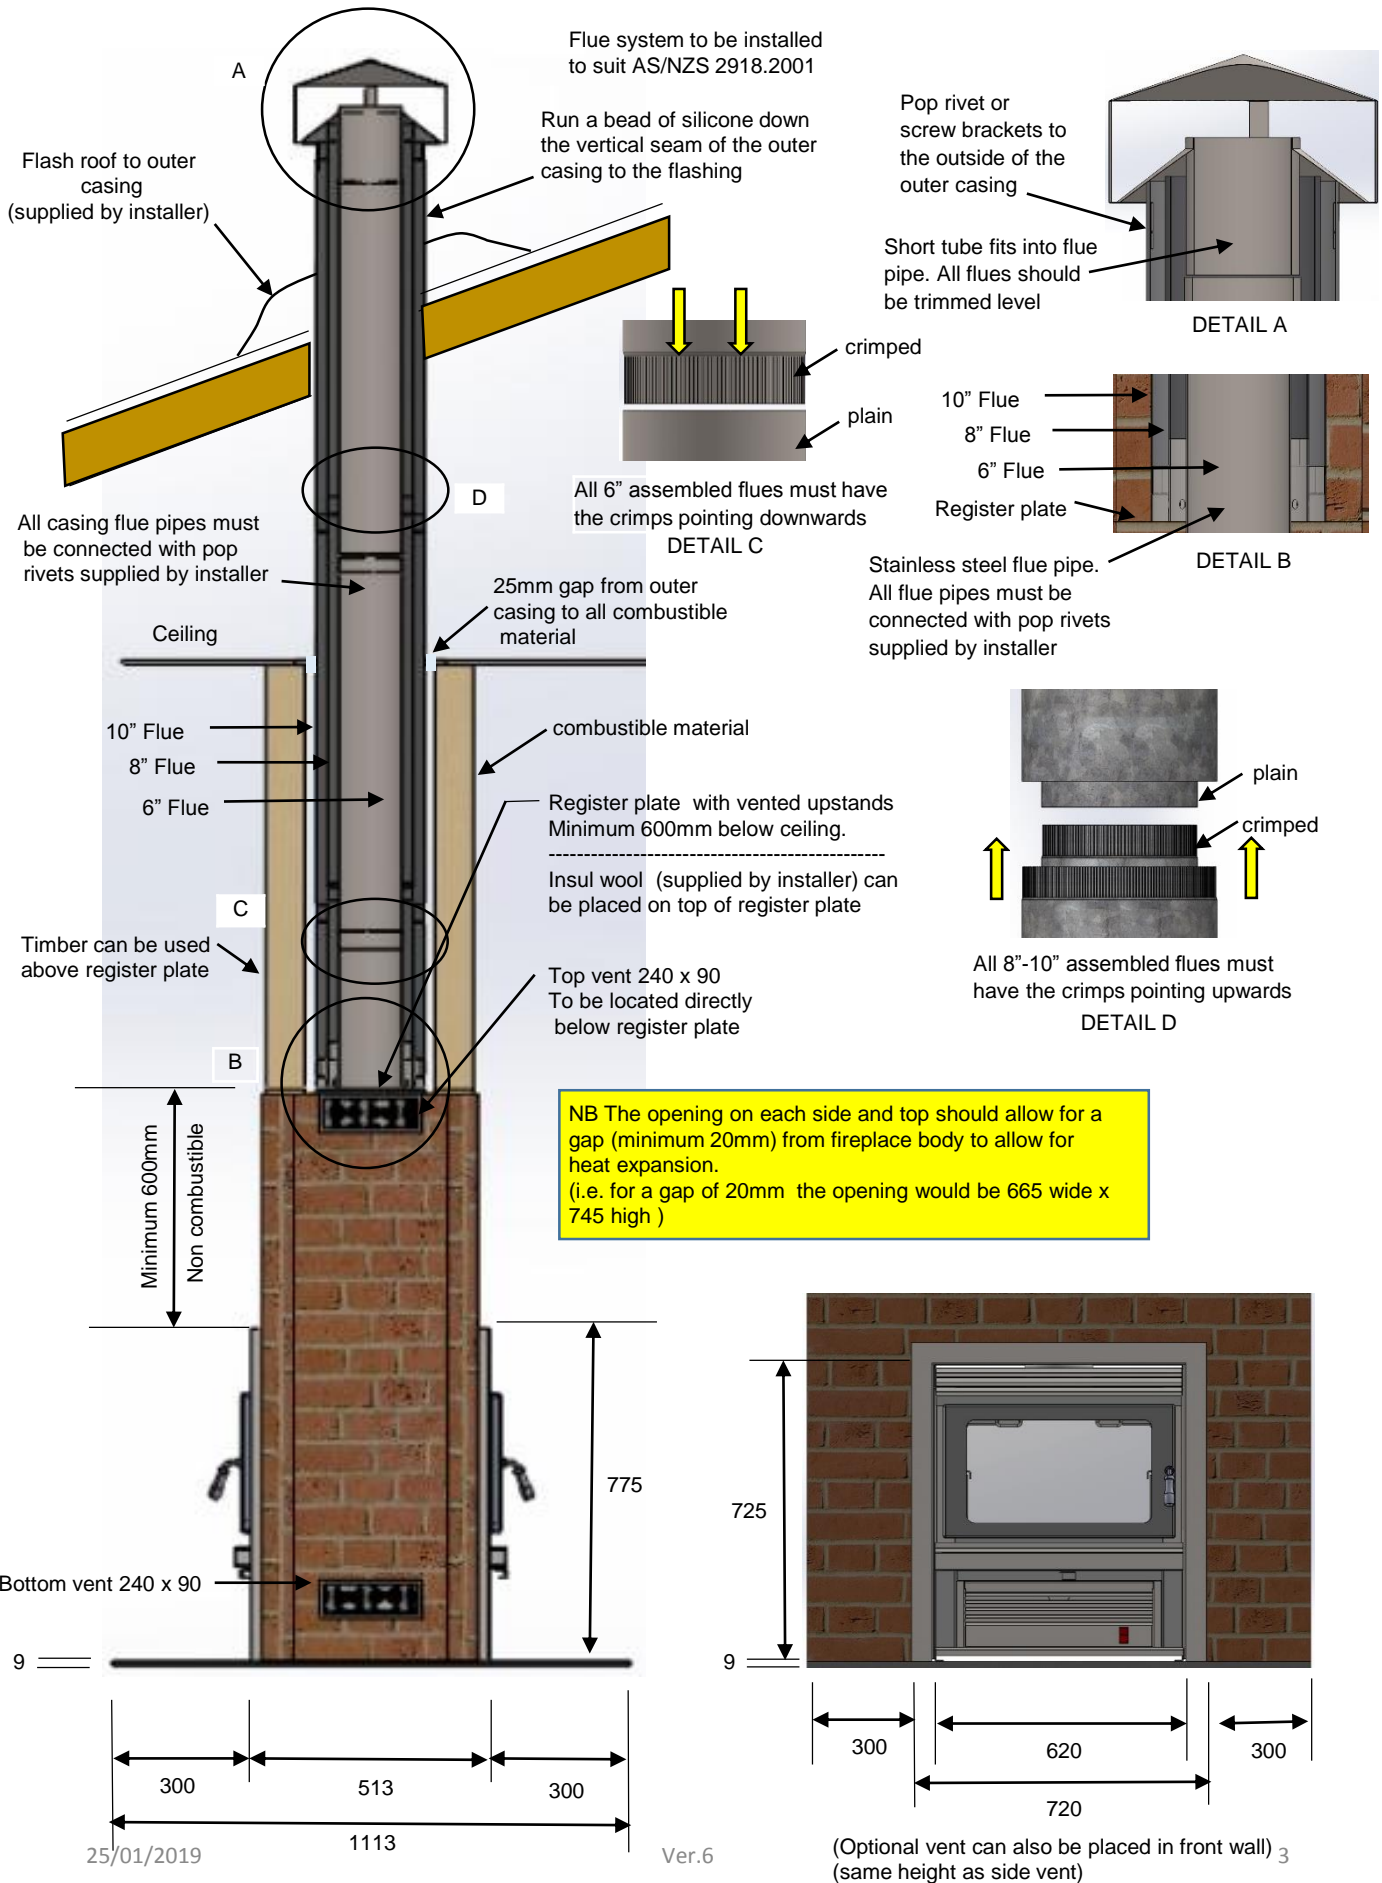 Flue system to be installed
to suit AS/NZS 2918.2001
A
Run a bead of silicone down
the vertical seam of the outer
casing to the flashing
Flash roof to outer
casing
(supplied by installer)
Pop rivet or
screw brackets to
the outside of the
outer casing
Short tube fits into flue
pipe. All flues should
be trimmed level
DETAIL A
crimped
plain
All 6” assembled flues must have
the crimps pointing downwards
DETAIL C
10” Flue
8” Flue
6” Flue
Register plate
DETAIL B
Stainless steel flue pipe.
All flue pipes must be
connected with pop rivets
supplied by installer
D
All casing flue pipes must
be connected with pop
rivets supplied by installer
25mm gap from outer
casing to all combustible
material
Ceiling
10” Flue
8” Flue
6” Flue
combustible material
Register plate with vented upstands
Minimum 600mm below ceiling.
------------------------------------------------
Insul wool (supplied by installer) can
be placed on top of register plate
plain
crimped
All 8”-10” assembled flues must
have the crimps pointing upwards
DETAIL D
C
Timber can be used
above register plate
Top vent 240 x 90
To be located directly
below register plate
B
NB The opening on each side and top should allow for a
gap (minimum 20mm) from fireplace body to allow for
heat expansion.
(i.e. for a gap of 20mm the opening would be 665 wide x
745 high )
Minimum 600mm
Non combustible
775
Bottom vent 240 x 90
9
300
513
300
1113
725
9
300
620
300
720
(Optional vent can also be placed in front wall)
(same height as side vent)
25/01/2019
Ver.6
3